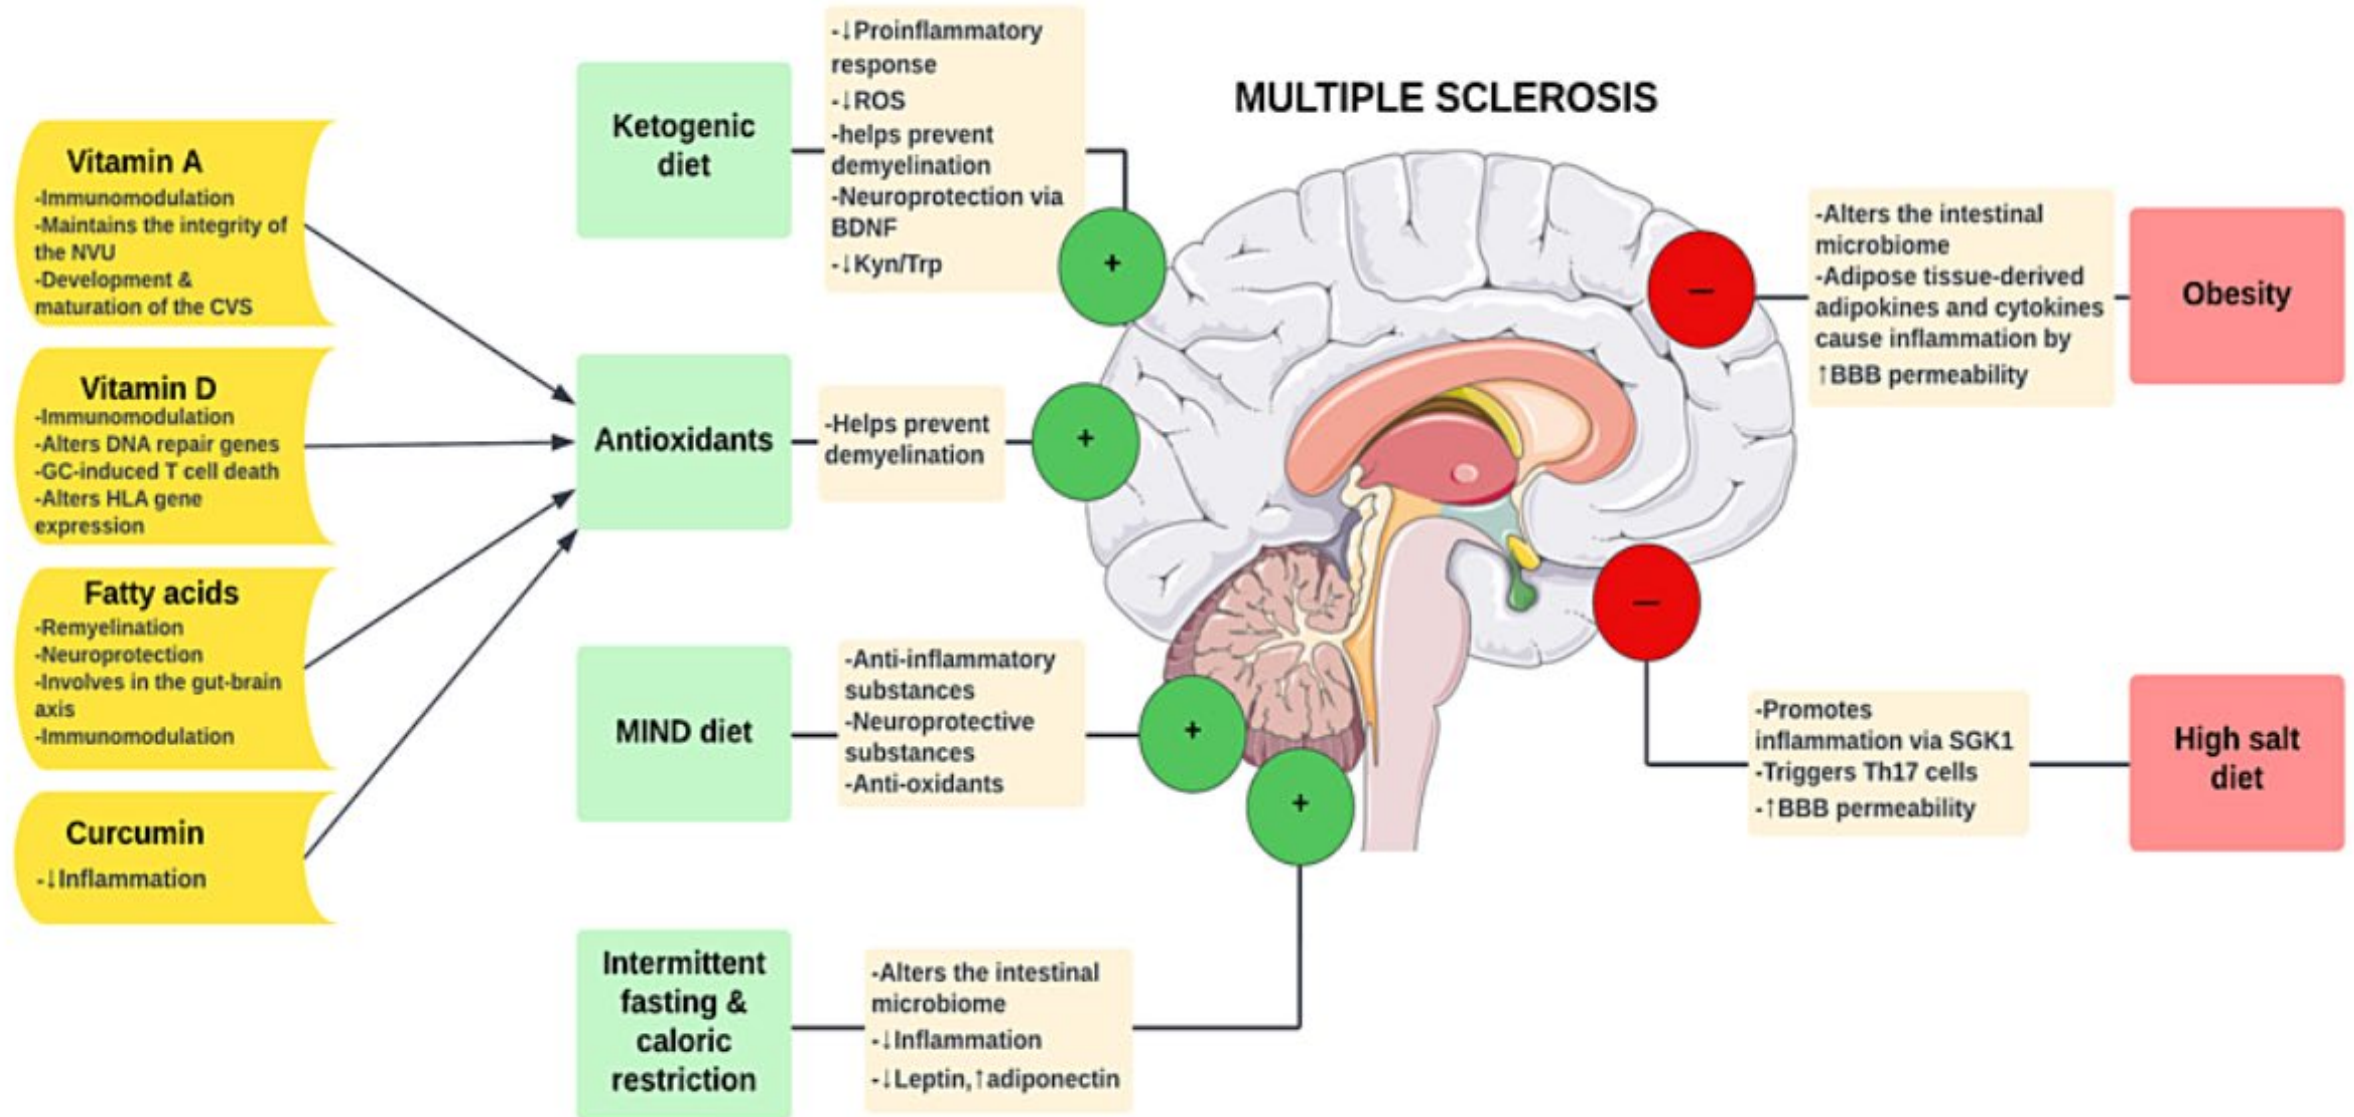 MULTIPLE SCLEROSIS
Vitamin A
-Immunomodulation
-Maintains the integrity of
the NVU
-Development &
maturation of the CVS
Vitamin D
-Immunomodulation
-Alters DNA repair genes
-GC-induced T cell death
-Alters HLA gene
expression
Fatty acids
-Remyelination
-Neuroprotection
-Involves in the gut-brain
axis
-Immunomodulation
Curcumin
-↓Inflammation
Ketogenic
diet
-↓Proinflammatory
response
-↓ROS
-helps prevent
demyelination
-Neuroprotection via
BDNF
-↓Kyn/Trp
+
Antioxidants
-Helps prevent
demyelination
+
MIND diet
-Anti-inflammatory
substances
-Neuroprotective
substances
-Anti-oxidants
+
Intermittent
fasting &
caloric
restriction
-Alters the intestinal
microbiome
-↓Inflammation
-↓Leptin,↑adiponectin
+
–
-Alters the intestinal
microbiome
-Adipose tissue-derived
adipokines and cytokines
cause inflammation by
↑BBB permeability
Obesity
–
-Promotes
inflammation via SGK1
-Triggers Th17 cells
-↑BBB permeability
High salt
diet